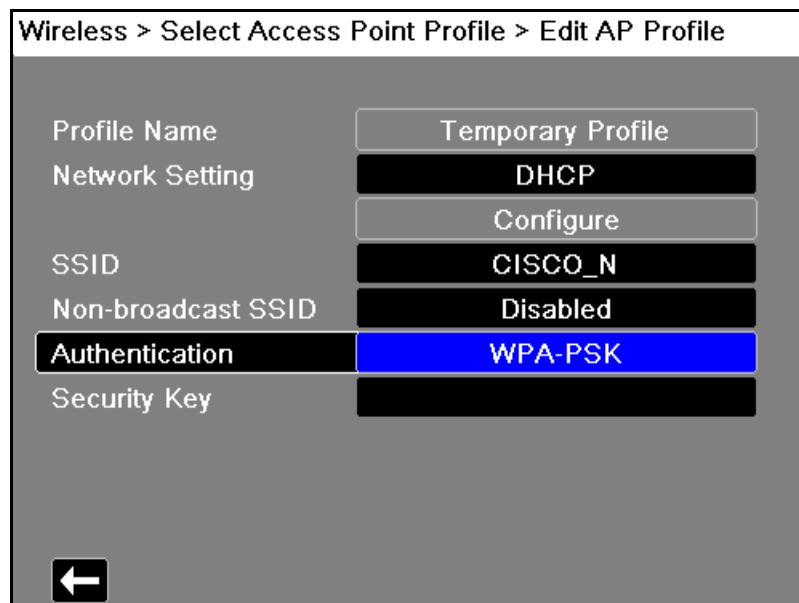 Wireless > Select Access Point Profile > Edit AP Profile
Profile Name Temporary Profile
Network Setting DHCP
Configure
SSID CISCO_N
Non-broadcast SSID Disabled
Authentication WPA-PSK
Security Key